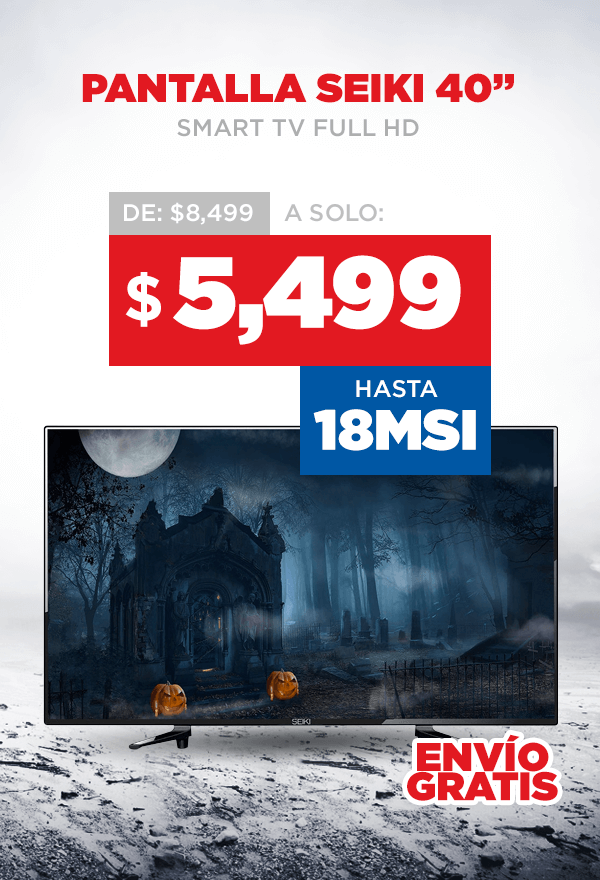 PANTALLA SEIKI 40”
SMART TV FULL HD
DE: $8,499 A SOLO:
$5,499
HASTA
18MSI
SEIKI
ENVÍO
GRATIS